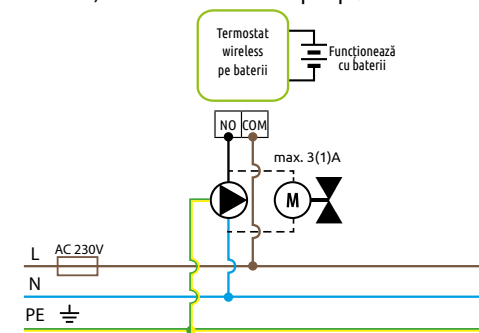 Termostat
wireless
pe baterii
Funcționează
cu baterii
NO COM
max. 3(1)A
M
L AC 230V
N
PE